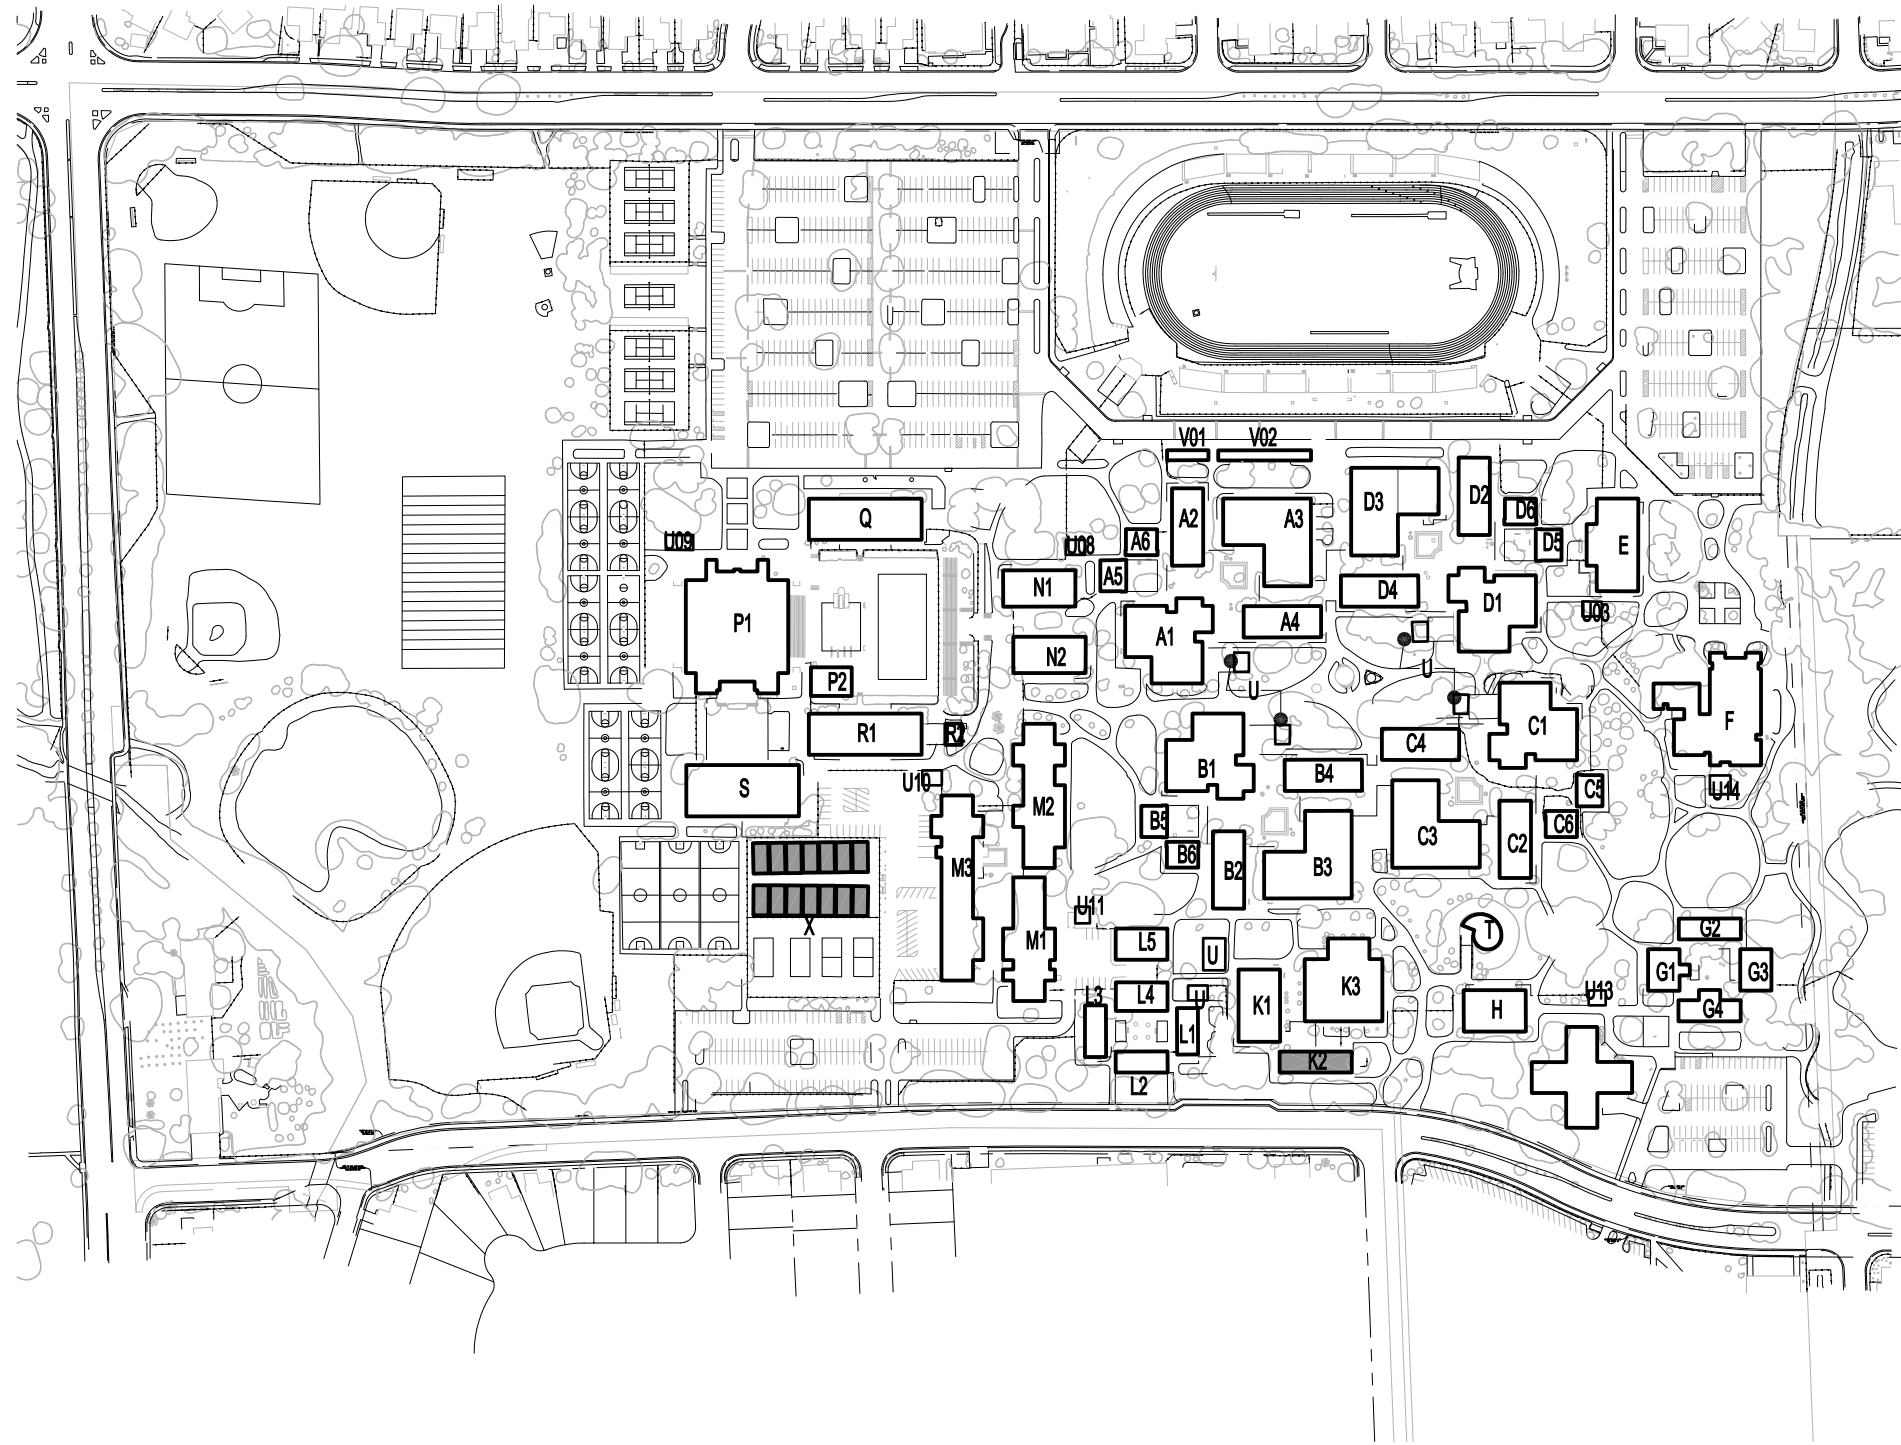 V01 V02
D3 D2
Q A2 A3 D6
U09 U08 A6 D5 E
N1 A5 D4
P1 A1 A4 D1 U03
N2
P2 U U
R1 R2 C4 C1 F
U10 B1 B4
S M2 C5 U14
B5 C6
M3 B6 B2 B3 C3 C2
X U11
M1 L5 U T G2
K1 K3 G1 G3
L3 L4 U H U13 G4
L1
K2
L2